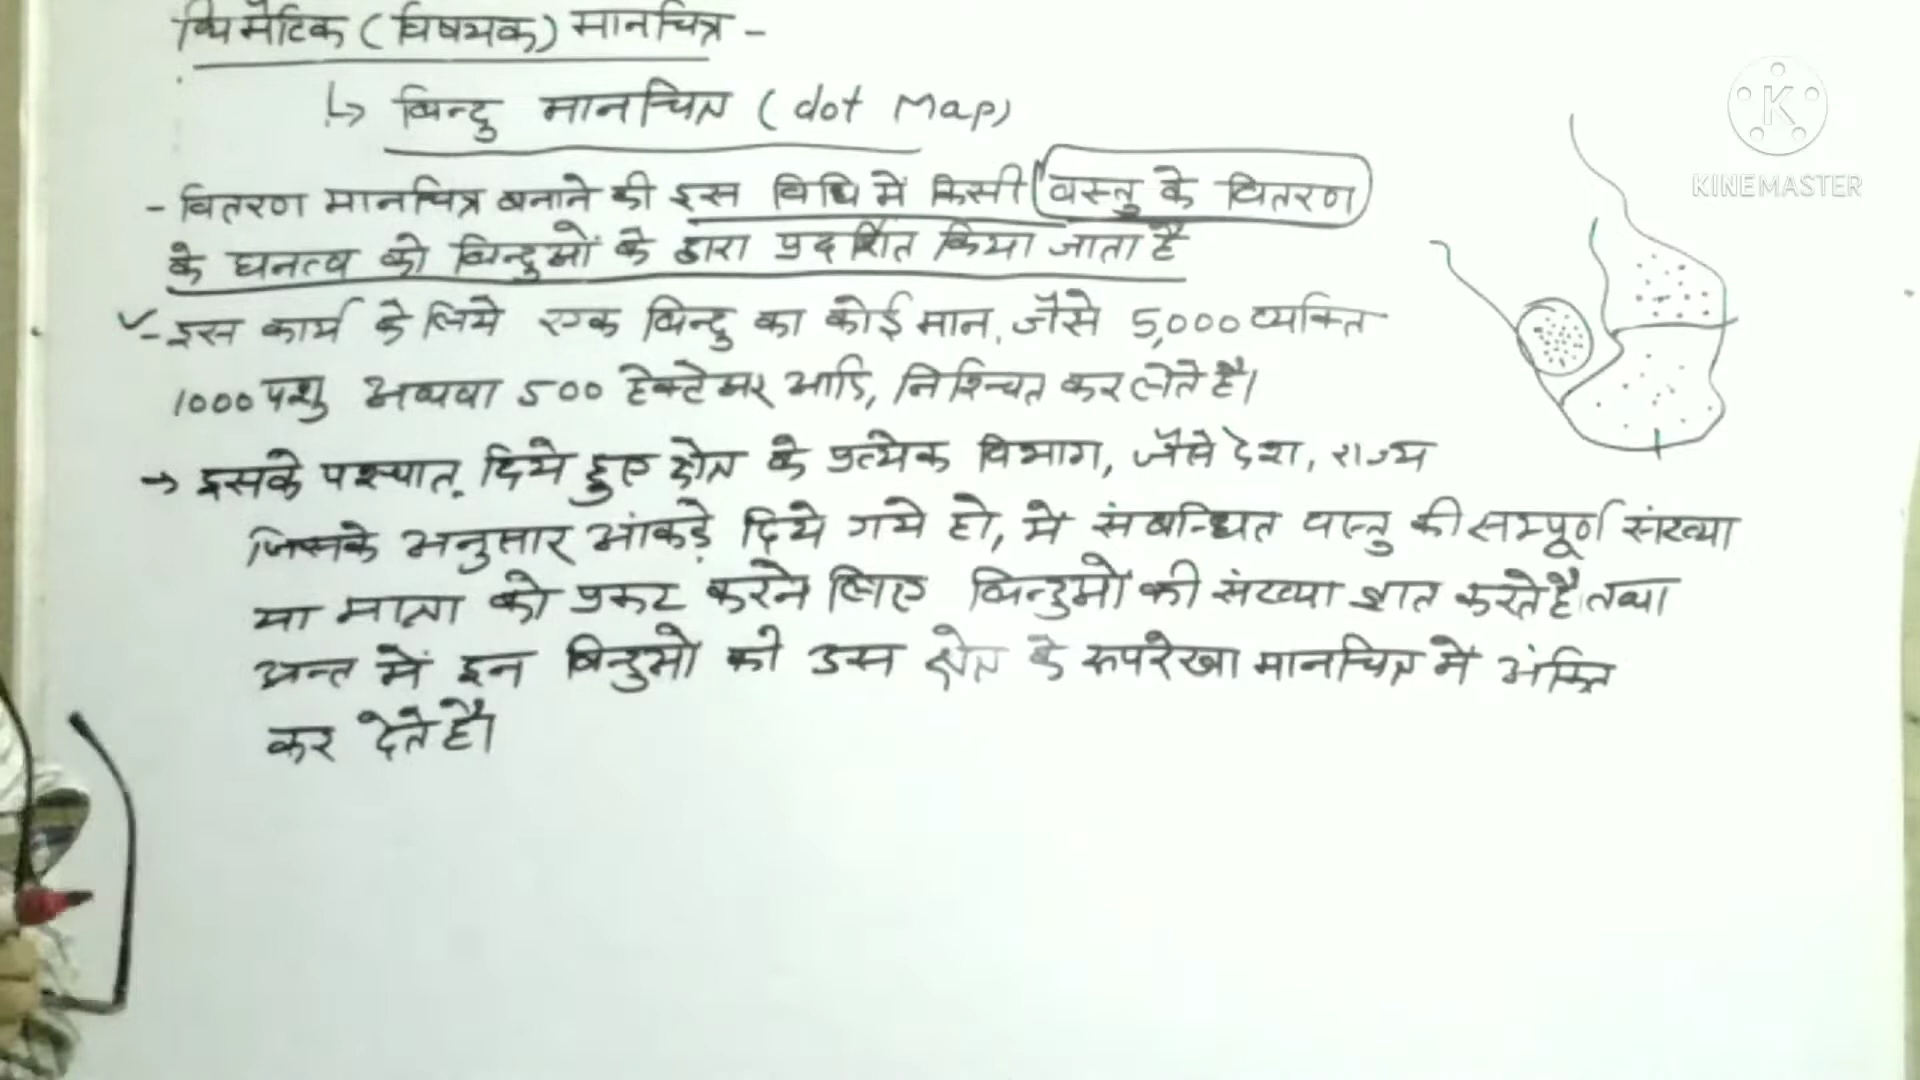 थिमेटिक (विषयक) मानचित्र -
↳ बिन्दु मानचित्र (dot Map)
- वितरण मानचित्र बनाने की इस विधि में किसी वस्तु के वितरण
के घनत्व को बिन्दुओं के द्वारा प्रदर्शित किया जाता है
- इस कार्य के लिये एक बिन्दु का कोई मान, जैसे 5,000 व्यक्ति
1000 पशु अथवा 500 हेक्टेयर आदि, निश्चित कर लेते है।
→ इसके पश्चात् दिये हुए क्षेत्र के प्रत्येक विभाग, जैसे देश, राज्य
जिसके अनुसार आंकड़े दिये गये हो, मे संबन्धित वस्तु की सम्पूर्ण संख्या
या मात्रा को प्रकट करने लिए बिन्दुओं की संख्या ज्ञात करते है। तथा
अन्त में इन बिन्दुओ को उस क्षेत्र के रूपरेखा मानचित्र मे अंकित
कर देते है।
K
KINEMASTER